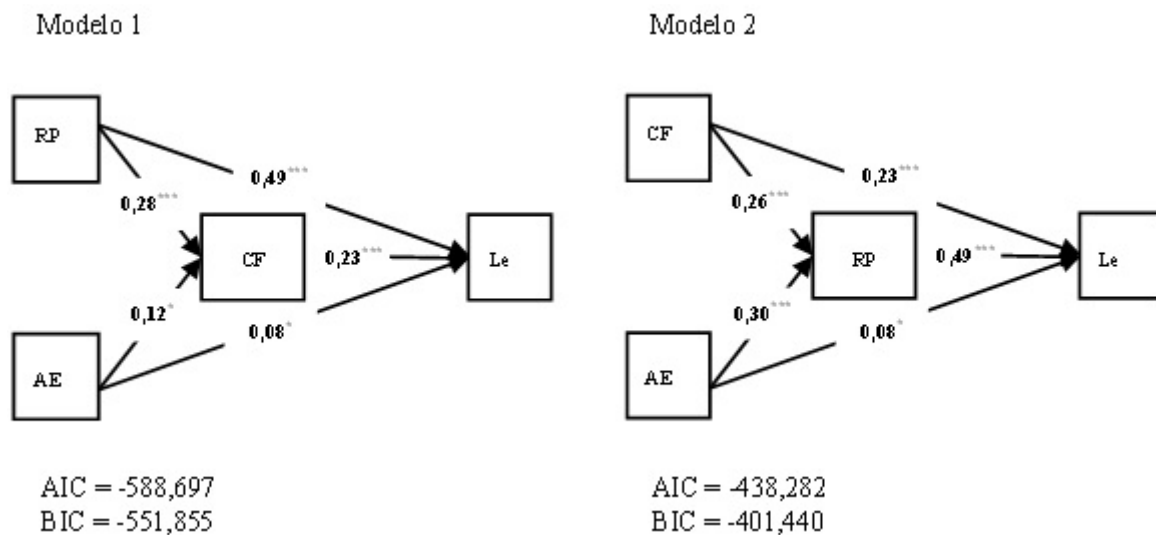 Modelo 1
RP
0,49***
0,28***
CF
0,23***
Le
0,12*
0,08*
AE
AIC = -588,697
BIC = -551,855
Modelo 2
CF
0,23***
0,26***
RP
0,49***
Le
0,30***
0,08*
AE
AIC = -438,282
BIC = -401,440